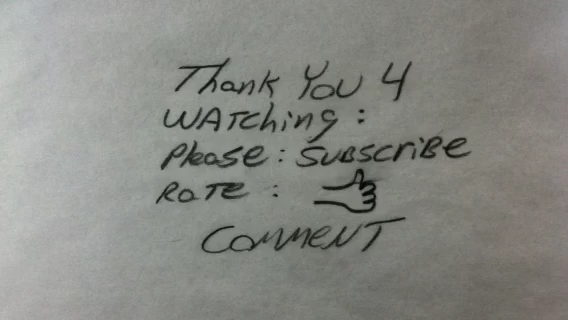 Thank You 4
WATching :
Please : SUBSCRIBE
RATE :
COMMENT